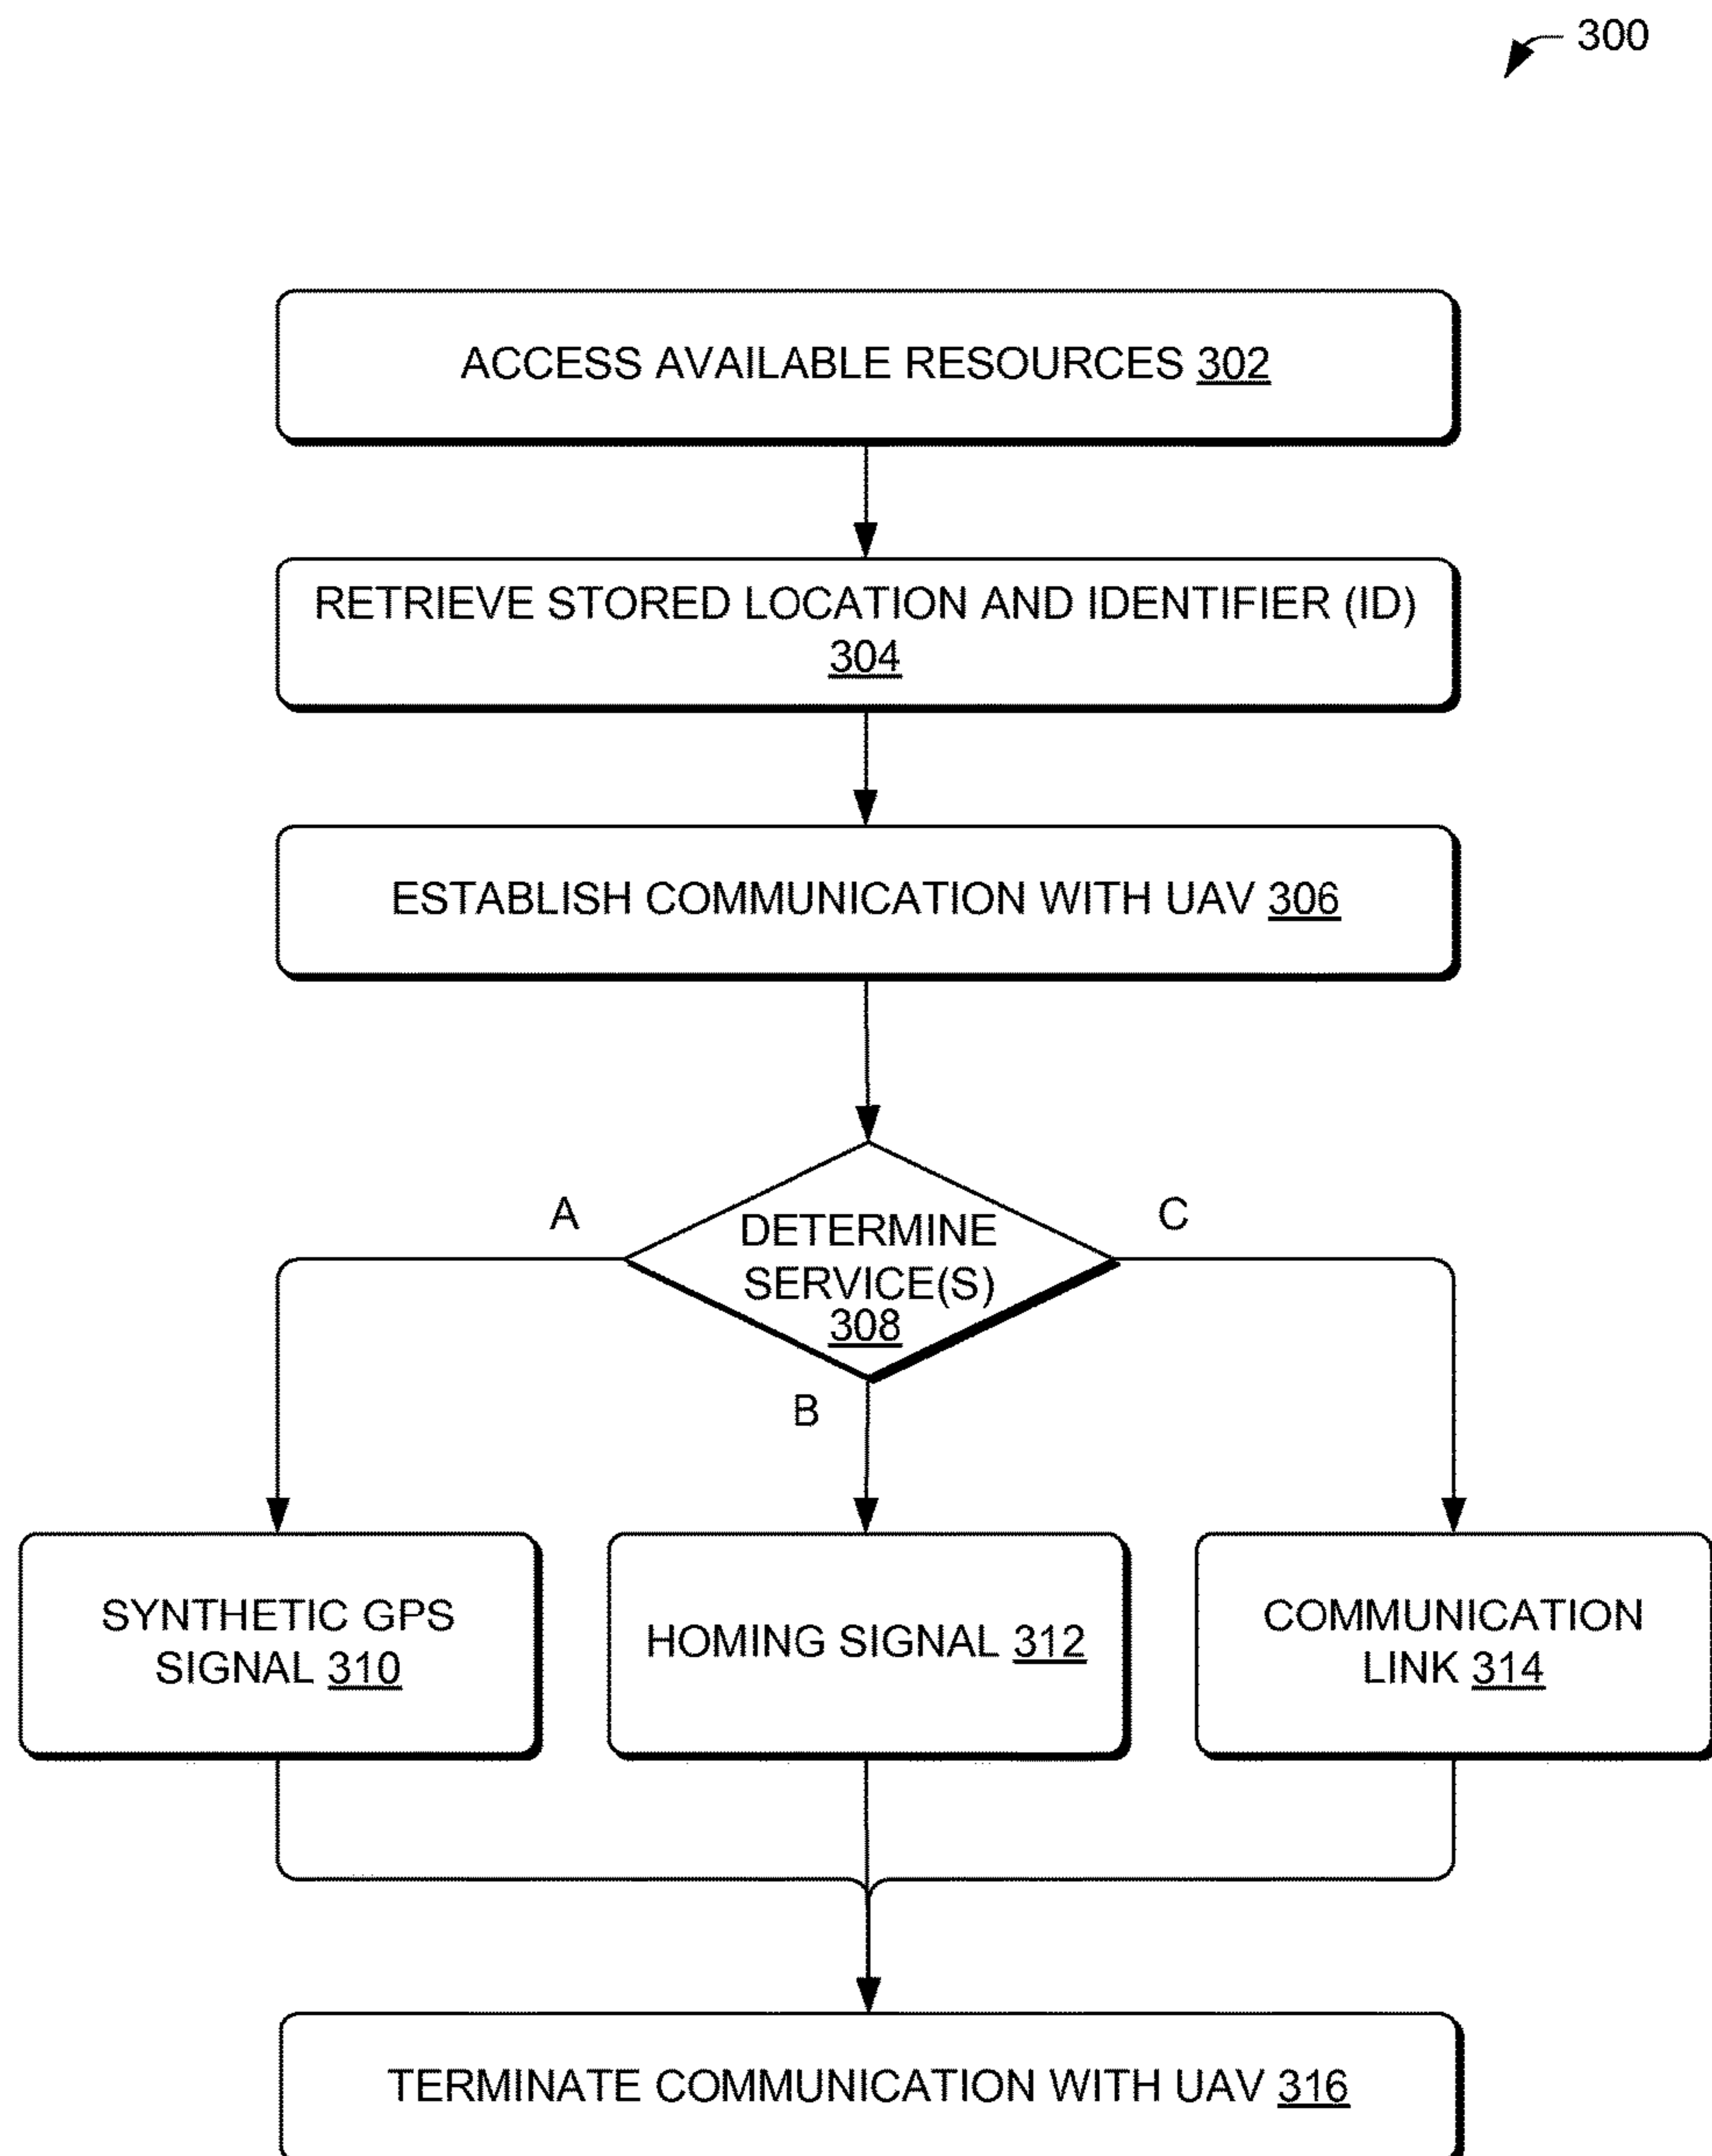 300
ACCESS AVAILABLE RESOURCES 302
RETRIEVE STORED LOCATION AND IDENTIFIER (ID)
304
ESTABLISH COMMUNICATION WITH UAV 306
A
C
DETERMINE
SERVICE(S)
308
B
SYNTHETIC GPS
SIGNAL 310
HOMING SIGNAL 312
COMMUNICATION
LINK 314
TERMINATE COMMUNICATION WITH UAV 316